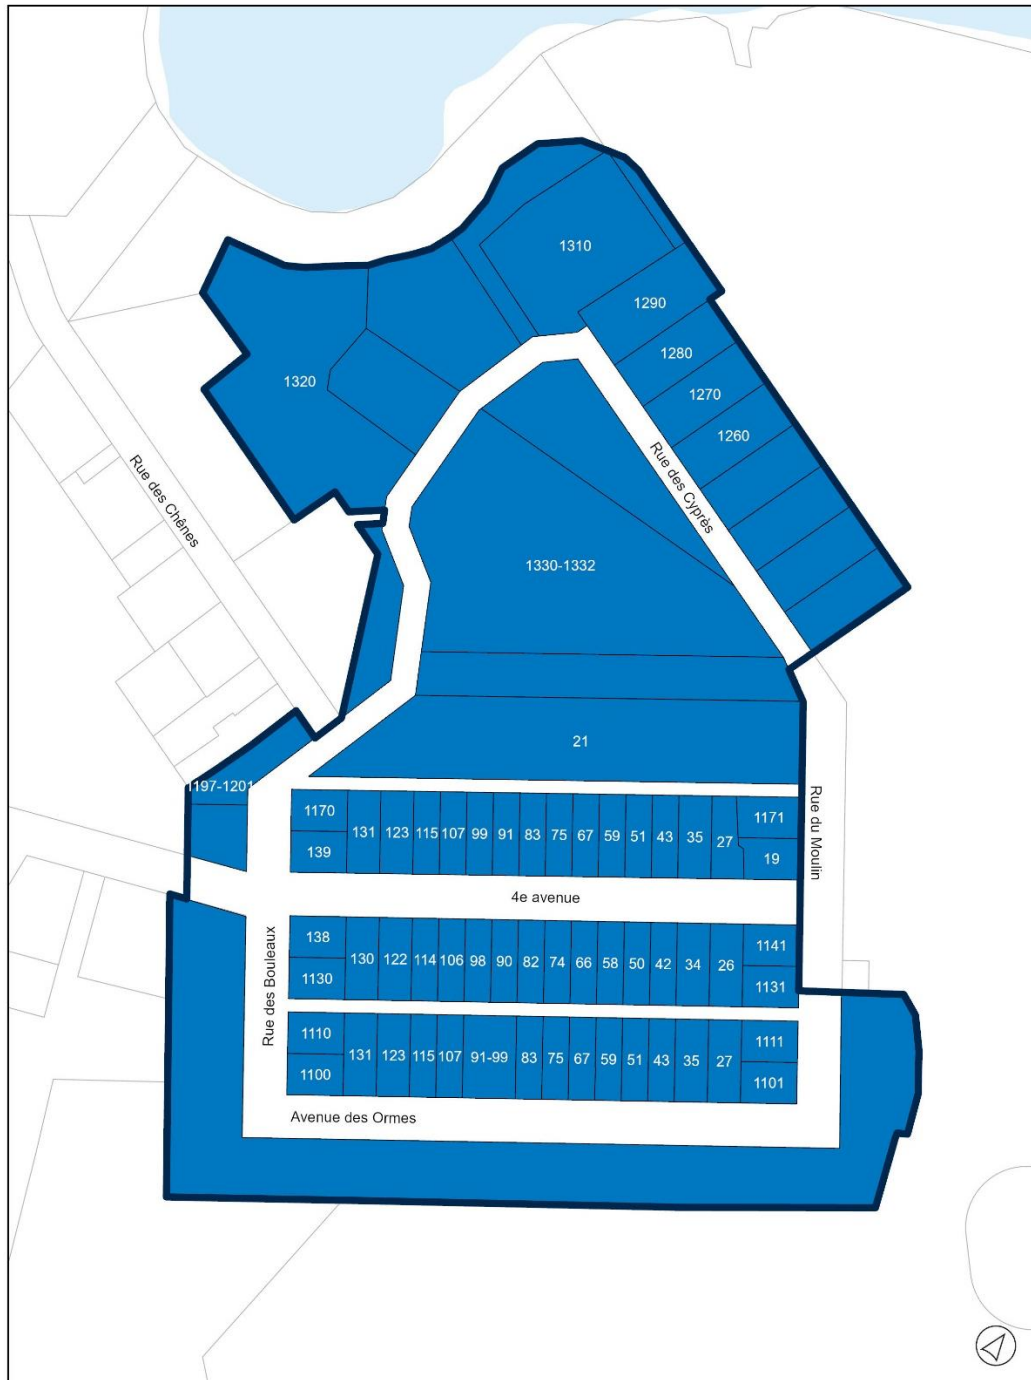 1310
1290
1280
1270
1260
1320
Rue des Chênes
Rue des Cyprès
1330-1332
21
1197-1201
Rue du Moulin
1170
131 123 115 107 99 91 83 75 67 59 51 43 35 27
1171
139
19
4e avenue
138
130 122 114 106 98 90 82 74 66 58 50 42 34 26
1141
1130
1131
Rue des Bouleaux
1110
131 123 115 107 91-99 83 75 67 59 51 43 35 27
1111
1100
1101
Avenue des Ormes